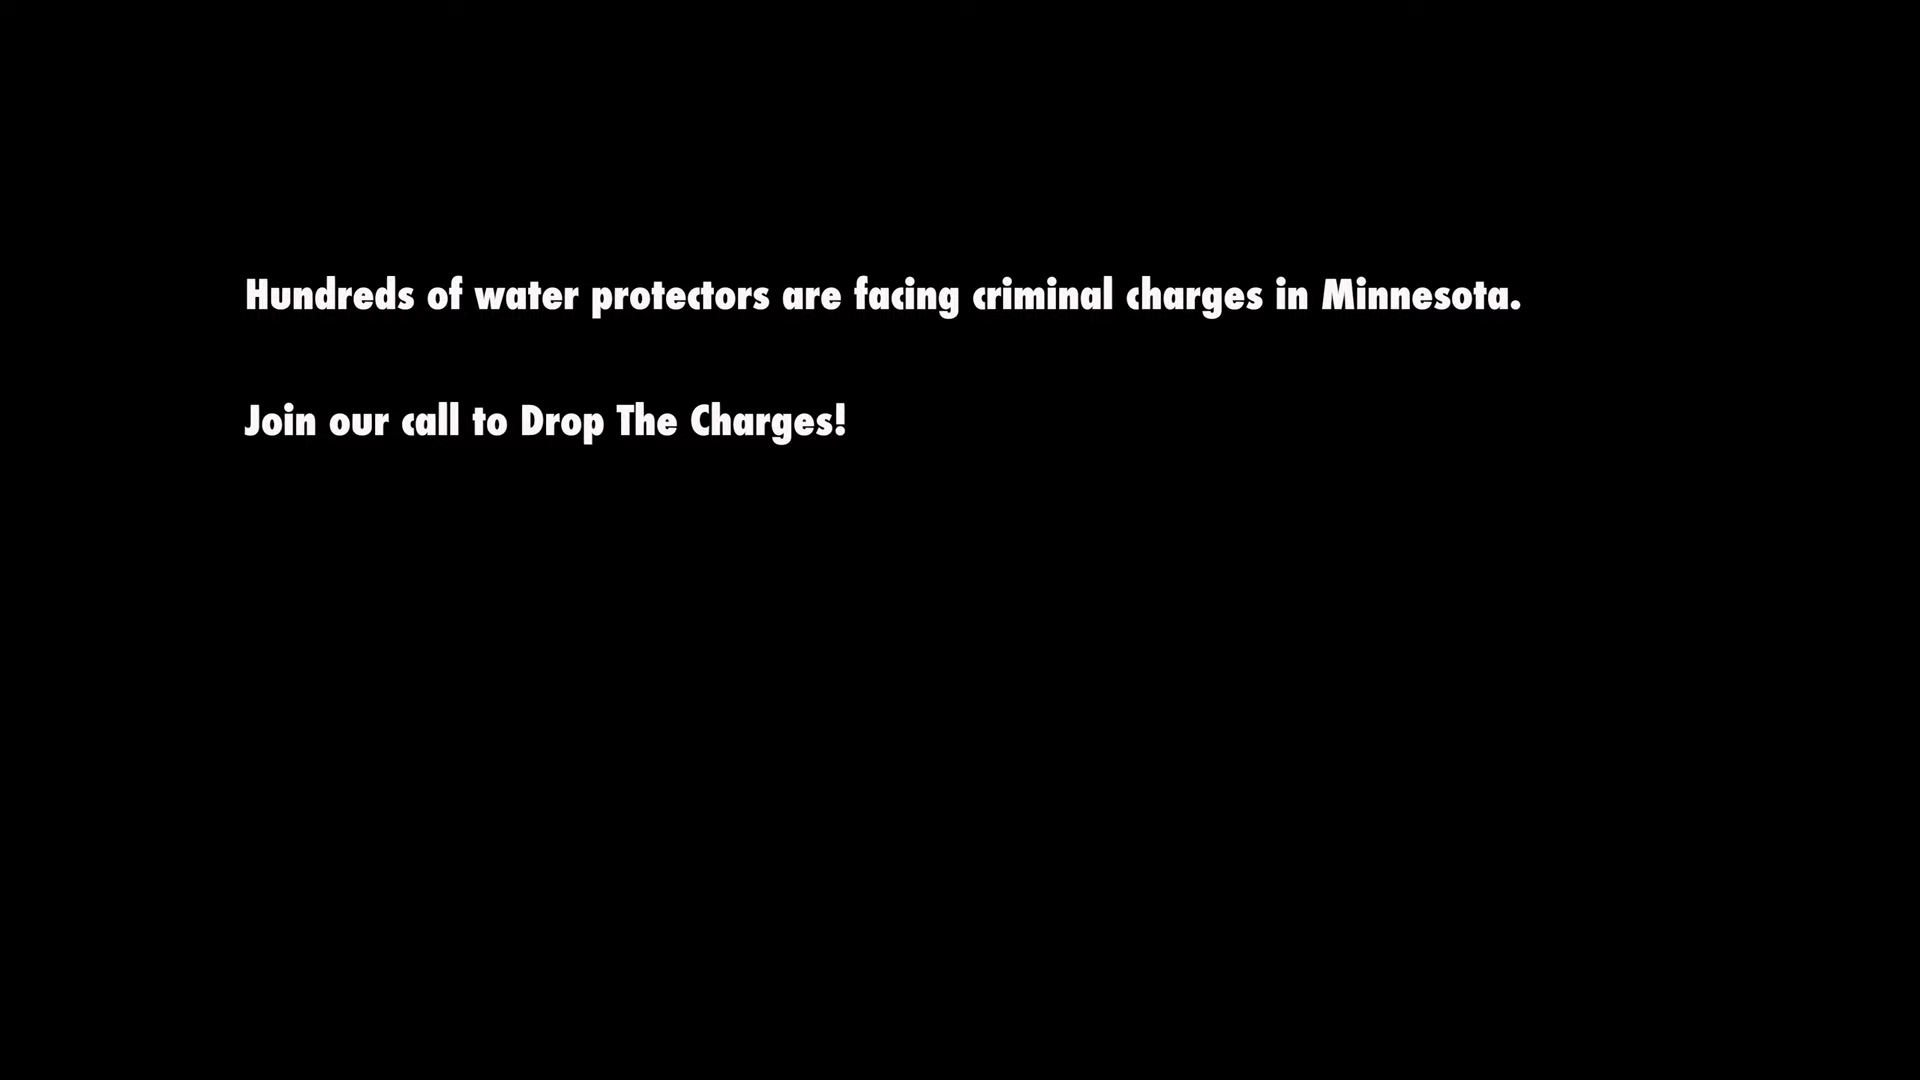 Hundreds of water protectors are facing criminal charges in Minnesota.
Join our call to Drop The Charges!